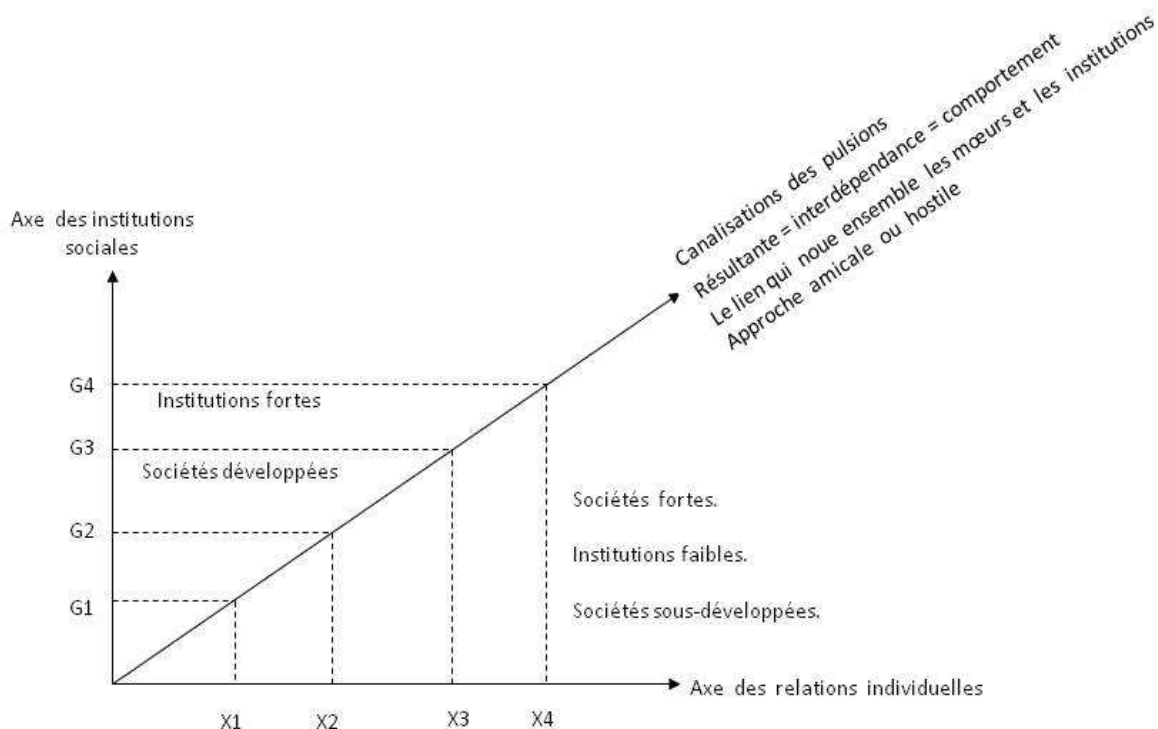 Canalisations des pulsions
Résultante = interdépendance = comportement
Le lien qui noue ensemble les mœurs et les institutions
Approche amicale ou hostile
Axe des institutions
sociales
G4
Institutions fortes
G3
Sociétés développées
Sociétés fortes.
G2
Institutions faibles.
G1
Sociétés sous-développées.
Axe des relations individuelles
X1
X2
X3
X4